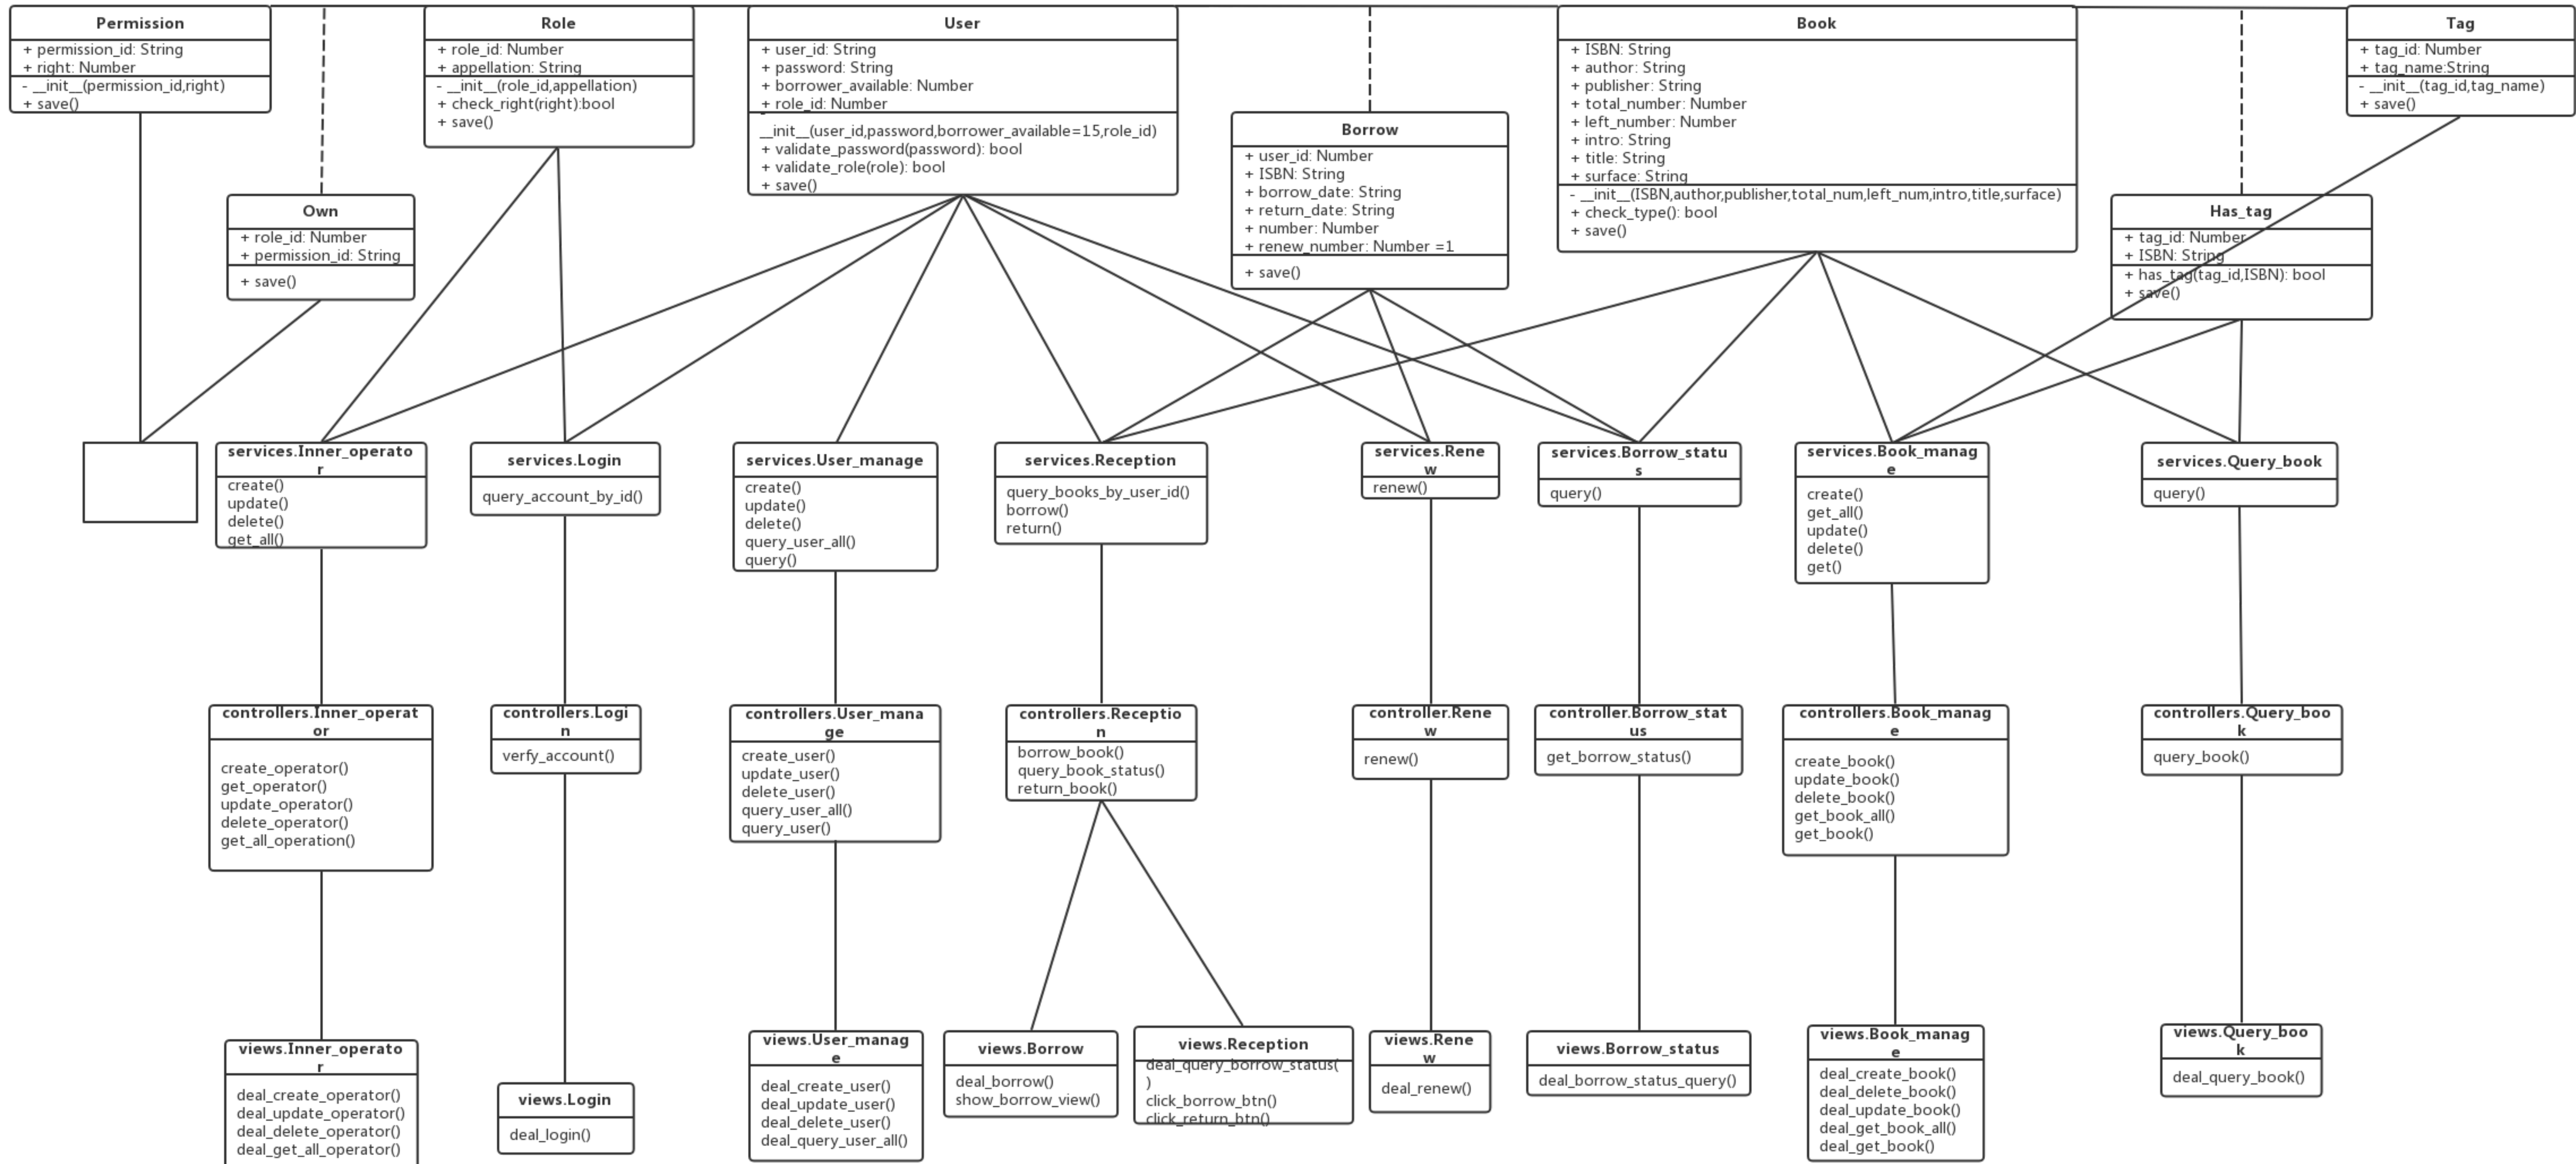 Permission
+ permission_id: String
+ right: Number
- __init__(permission_id,right)
+ save()
Role
+ role_id: Number
+ appellation: String
- __init__(role_id,appellation)
+ check_right(right):bool
+ save()
User
+ user_id: String
+ password: String
+ borrower_available: Number
+ role_id: Number
-
__init__(user_id,password,borrower_available=15,role_id)
+ validate_password(password): bool
+ validate_role(role): bool
+ save()
Book
+ ISBN: String
+ author: String
+ publisher: String
+ total_number: Number
+ left_number: Number
+ intro: String
+ title: String
+ surface: String
- __init__(ISBN,author,publisher,total_num,left_num,intro,title,surface)
+ check_type(): bool
+ save()
Tag
+ tag_id: Number
+ tag_name:String
- __init__(tag_id,tag_name)
+ save()
Own
+ role_id: Number
+ permission_id: String
+ save()
Borrow
+ user_id: Number
+ ISBN: String
+ borrow_date: String
+ return_date: String
+ number: Number
+ renew_number: Number =1
+ save()
Has_tag
+ tag_id: Number
+ ISBN: String
+ has_tag(tag_id,ISBN): bool
+ save()
services.Inner_operato
r
create()
update()
delete()
get_all()
services.Login
query_account_by_id()
services.User_manage
create()
update()
delete()
query_user_all()
query()
services.Reception
query_books_by_user_id()
borrow()
return()
services.Rene
w
renew()
services.Borrow_statu
s
query()
services.Book_manag
e
create()
get_all()
update()
delete()
get()
services.Query_book
query()
controllers.Inner_operat
or
create_operator()
get_operator()
update_operator()
delete_operator()
get_all_operation()
controllers.Logi
n
verfy_account()
controllers.User_mana
ge
create_user()
update_user()
delete_user()
query_user_all()
query_user()
controllers.Receptio
n
borrow_book()
query_book_status()
return_book()
controller.Rene
w
renew()
controller.Borrow_stat
us
get_borrow_status()
controllers.Book_manag
e
create_book()
update_book()
delete_book()
get_book_all()
get_book()
controllers.Query_boo
k
query_book()
views.Inner_operato
r
deal_create_operator()
deal_update_operator()
deal_delete_operator()
deal_get_all_operator()
views.Login
deal_login()
views.User_manag
e
deal_create_user()
deal_update_user()
deal_delete_user()
deal_query_user_all()
views.Borrow
deal_borrow()
show_borrow_view()
views.Reception
deal_query_borrow_status(
)
click_borrow_btn()
click_return_btn()
views.Rene
w
deal_renew()
views.Borrow_status
deal_borrow_status_query()
views.Book_manag
e
deal_create_book()
deal_delete_book()
deal_update_book()
deal_get_book_all()
deal_get_book()
views.Query_boo
k
deal_query_book()